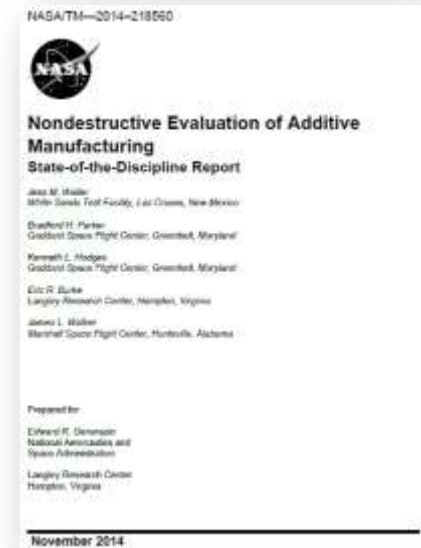 NASA/TM—2014–218560
NASA
Nondestructive Evaluation of Additive
Manufacturing
State-of-the-Discipline Report
Jess M. Waller
White Sands Test Facility, Las Cruces, New Mexico
Bradford H. Parker
Goddard Space Flight Center, Greenbelt, Maryland
Kenneth L. Hodges
Goddard Space Flight Center, Greenbelt, Maryland
Eric R. Burke
Langley Research Center, Hampton, Virginia
James L. Walker
Marshall Space Flight Center, Huntsville, Alabama
Prepared for
Edward R. Generazio
National Aeronautics and
Space Administration
Langley Research Center
Hampton, Virginia
November 2014